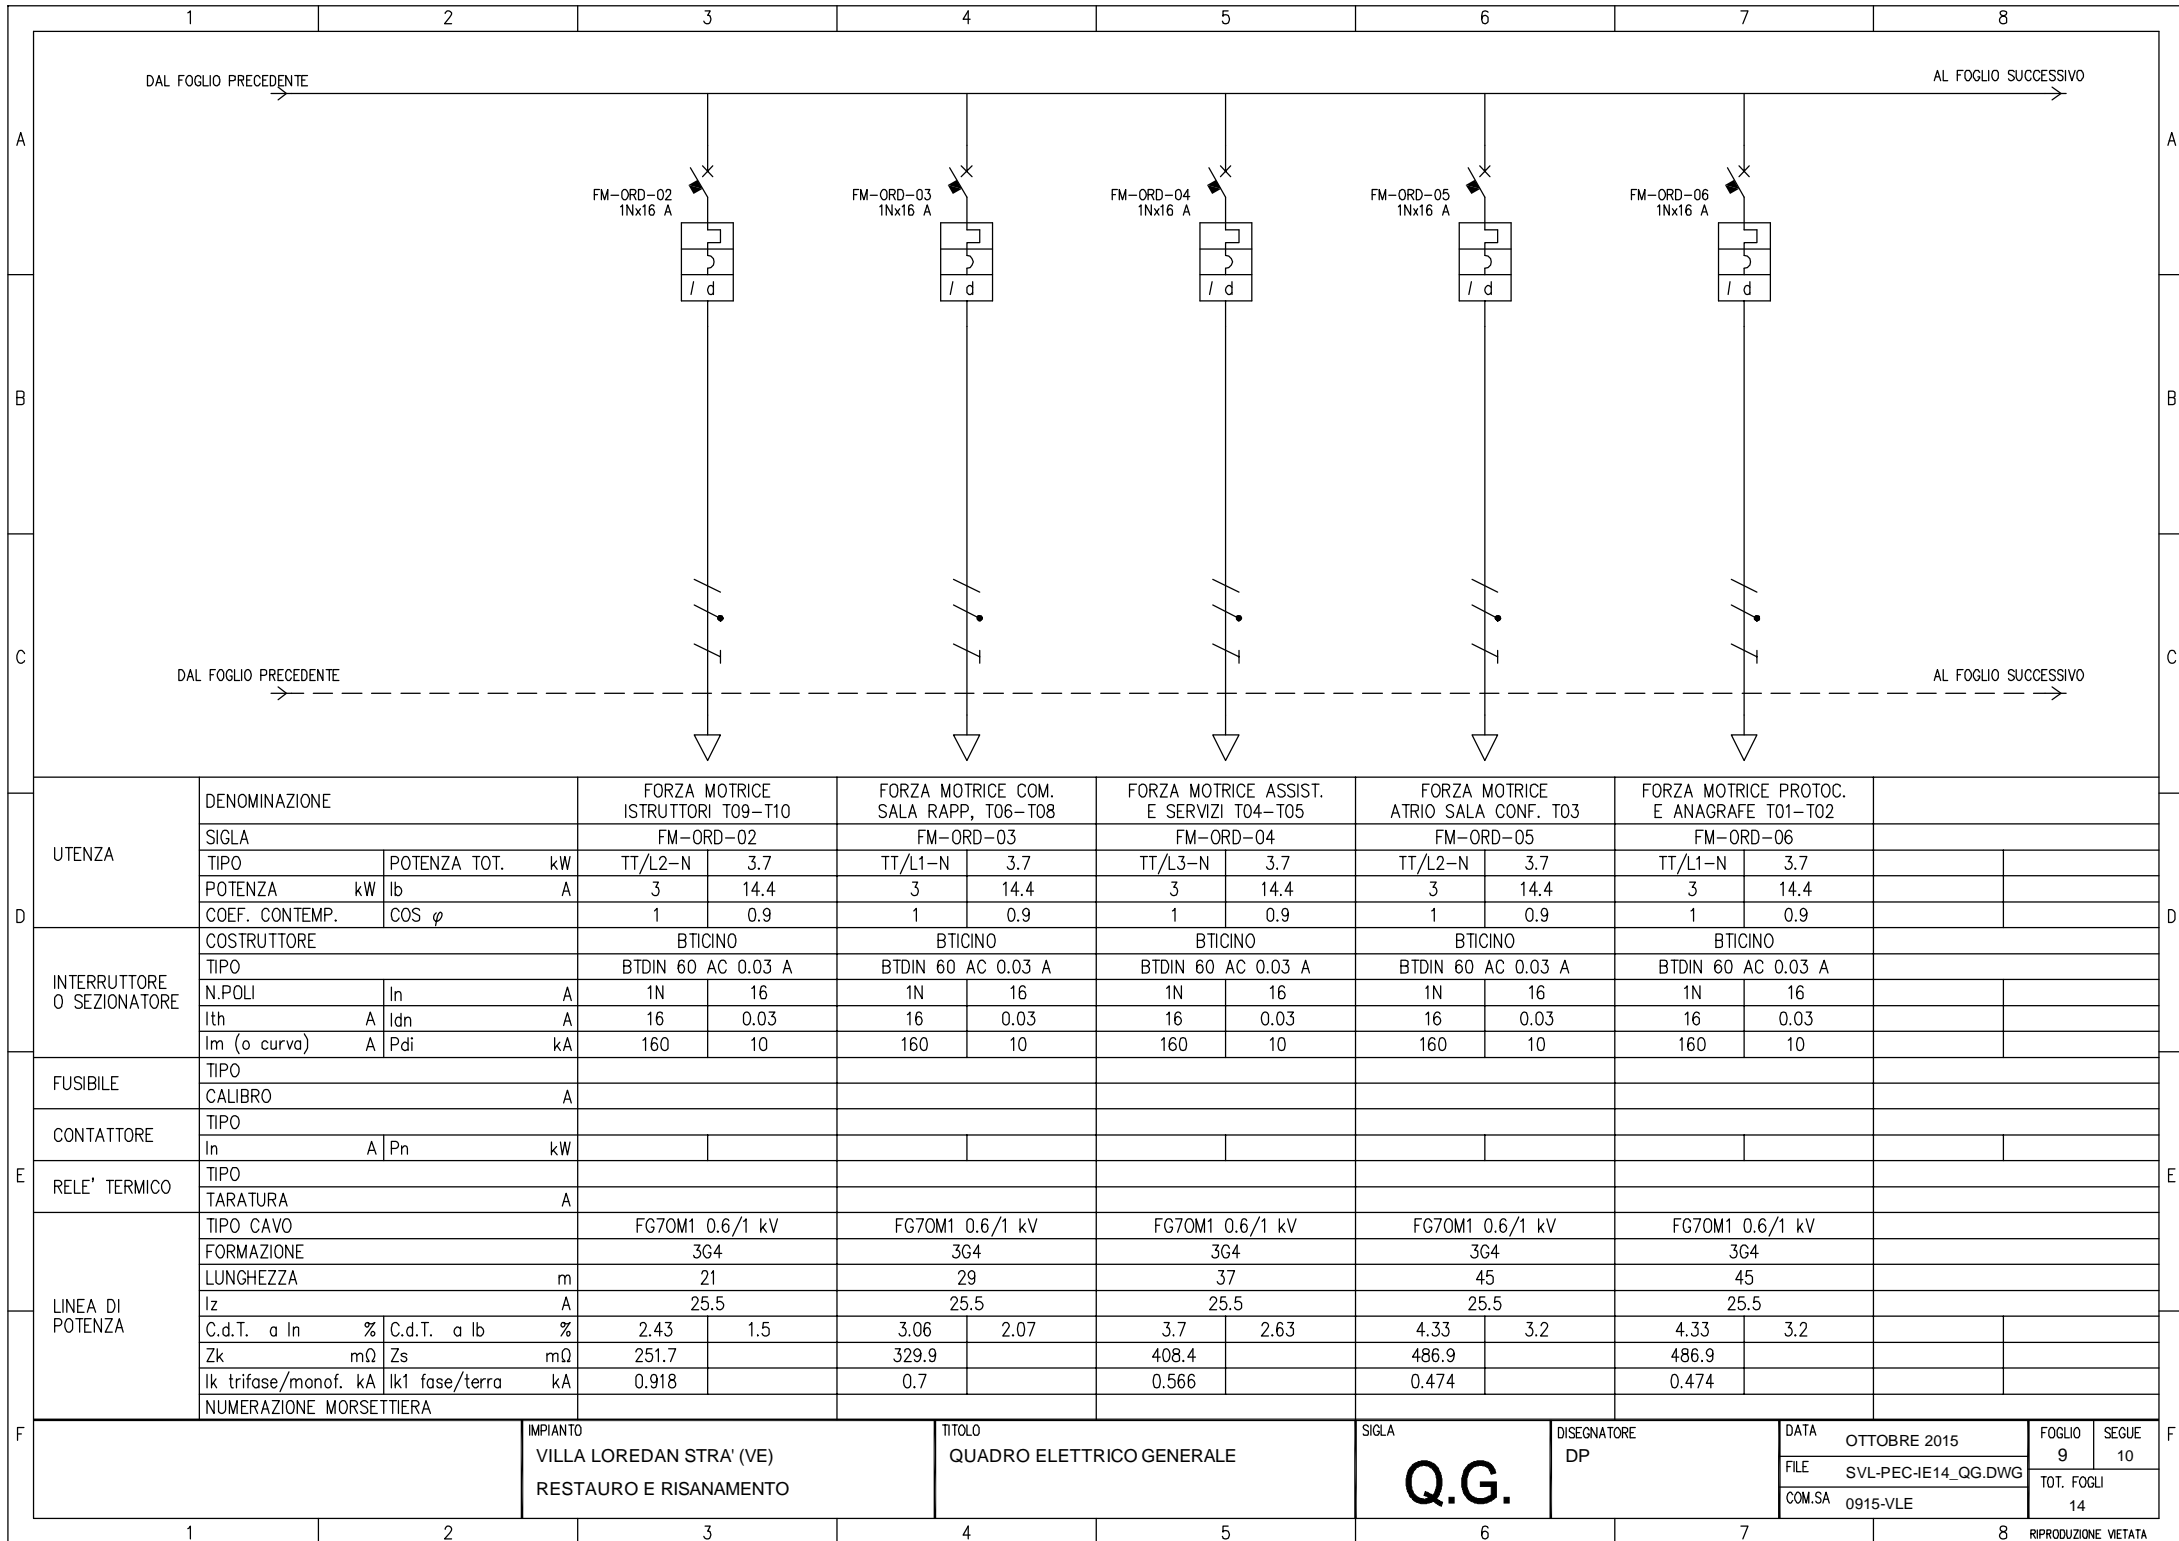 1 2 3 4 5 6 7 8
DAL FOGLIO PRECEDENTE
AL FOGLIO SUCCESSIVO
A A
FM-ORD-02
1Nx16 A
FM-ORD-03
1Nx16 A
FM-ORD-04
1Nx16 A
FM-ORD-05
1Nx16 A
FM-ORD-06
1Nx16 A
I d I d I d I d I d
B B
C C
DAL FOGLIO PRECEDENTE
AL FOGLIO SUCCESSIVO
UTENZA
DENOMINAZIONE
FORZA MOTRICE
ISTRUTTORI T09-T10
FORZA MOTRICE COM.
SALA RAPP, T06-T08
FORZA MOTRICE ASSIST.
E SERVIZI T04-T05
FORZA MOTRICE
ATRIO SALA CONF. T03
FORZA MOTRICE PROTOC.
E ANAGRAFE T01-T02
SIGLA FM-ORD-02 FM-ORD-03 FM-ORD-04 FM-ORD-05 FM-ORD-06
TIPO POTENZA TOT. kW TT/L2-N 3.7 TT/L1-N 3.7 TT/L3-N 3.7 TT/L2-N 3.7 TT/L1-N 3.7
POTENZA kW Ib A 3 14.4 3 14.4 3 14.4 3 14.4 3 14.4
D D
COEF. CONTEMP. COS φ 1 0.9 1 0.9 1 0.9 1 0.9 1 0.9
INTERRUTTORE
O SEZIONATORE
COSTRUTTORE BTICINO BTICINO BTICINO BTICINO BTICINO
TIPO BTDIN 60 AC 0.03 A BTDIN 60 AC 0.03 A BTDIN 60 AC 0.03 A BTDIN 60 AC 0.03 A BTDIN 60 AC 0.03 A
N.POLI In A 1N 16 1N 16 1N 16 1N 16 1N 16
Ith A Idn A 16 0.03 16 0.03 16 0.03 16 0.03 16 0.03
Im (o curva) A Pdi kA 160 10 160 10 160 10 160 10 160 10
FUSIBILE
TIPO
CALIBRO A
CONTATTORE
TIPO
In A Pn kW
E E
RELE' TERMICO
TIPO
TARATURA A
LINEA DI
POTENZA
TIPO CAVO FG7OM1 0.6/1 kV FG7OM1 0.6/1 kV FG7OM1 0.6/1 kV FG7OM1 0.6/1 kV FG7OM1 0.6/1 kV
FORMAZIONE 3G4 3G4 3G4 3G4 3G4
LUNGHEZZA m 21 29 37 45 45
Iz A 25.5 25.5 25.5 25.5 25.5
C.d.T. a In % C.d.T. a Ib % 2.43 1.5 3.06 2.07 3.7 2.63 4.33 3.2 4.33 3.2
Zk mΩ Zs mΩ 251.7 329.9 408.4 486.9 486.9
Ik trifase/monof. kA Ik1 fase/terra kA 0.918 0.7 0.566 0.474 0.474
NUMERAZIONE MORSETTIERA
F F
IMPIANTO
VILLA LOREDAN STRA' (VE)
RESTAURO E RISANAMENTO
TITOLO
QUADRO ELETTRICO GENERALE
SIGLA
Q.G.
DISEGNATORE
DP
DATA OTTOBRE 2015
FILE SVL-PEC-IE14_QG.DWG
COM.SA 0915-VLE
FOGLIO
9
SEGUE
10
TOT. FOGLI
14
1 2 3 4 5 6 7 8
RIPRODUZIONE VIETATA